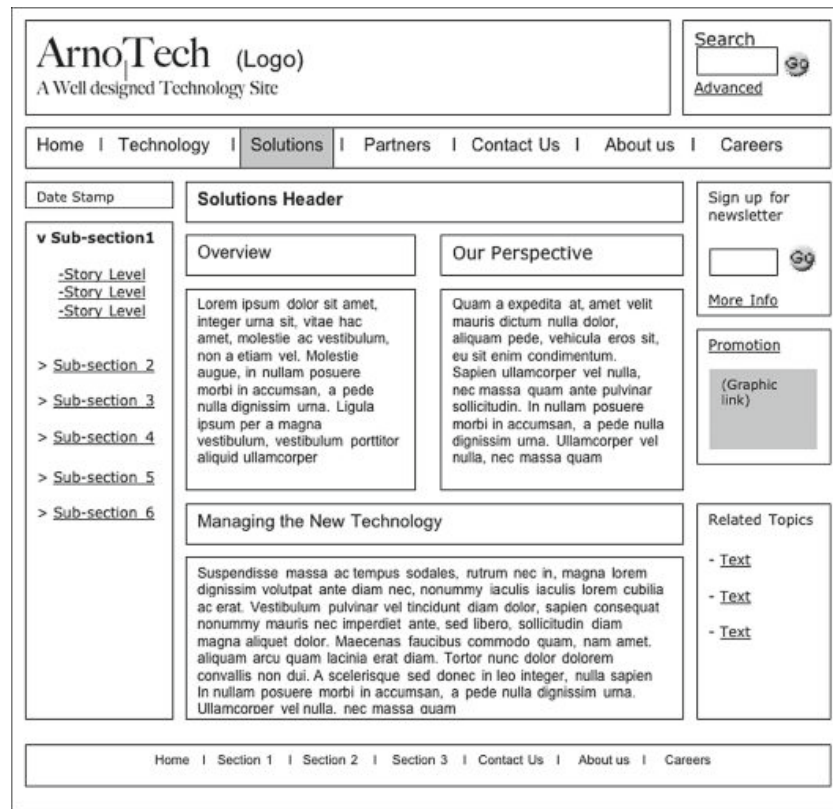 ArnoTech (Logo)
A Well designed Technology Site
Search
Go
Advanced
Home | Technology | Solutions | Partners | Contact Us | About us | Careers
Date Stamp
v Sub-section1
-Story Level
-Story Level
-Story Level
> Sub-section 2
> Sub-section 3
> Sub-section 4
> Sub-section 5
> Sub-section 6
Solutions Header
Overview
Lorem ipsum dolor sit amet,
integer urna sit, vitae hac
amet, molestie ac vestibulum,
non a etiam vel. Molestie
augue, in nullam posuere
morbi in accumsan, a pede
nulla dignissim urna. Ligula
ipsum per a magna
vestibulum, vestibulum porttitor
aliquid ullamcorper
Our Perspective
Quam a expedita at, amet velit
mauris dictum nulla dolor,
aliquam pede, vehicula eros sit,
eu sit enim condimentum.
Sapien ullamcorper vel nulla,
nec massa quam ante pulvinar
sollicitudin. In nullam posuere
morbi in accumsan, a pede nulla
dignissim urna. Ullamcorper vel
nulla, nec massa quam
Managing the New Technology
Suspendisse massa ac tempus sodales, rutrum nec in, magna lorem
dignissim volutpat ante diam nec, nonummy iaculis iaculis lorem cubilia
ac erat. Vestibulum pulvinar vel tincidunt diam dolor, sapien consequat
nonummy mauris nec imperdiet ante, sed libero, sollicitudin diam
magna aliquet dolor. Maecenas faucibus commodo quam, nam amet.
aliquam arcu quam lacinia erat diam. Tortor nunc dolor dolorem
convallis non dui. A scelerisque sed donec in leo integer, nulla sapien
In nullam posuere morbi in accumsan, a pede nulla dignissim urna.
Ullamcorper vel nulla, nec massa quam
Sign up for
newsletter
Go
More Info
Promotion
(Graphic
link)
Related Topics
- Text
- Text
- Text
Home | Section 1 | Section 2 | Section 3 | Contact Us | About us | Careers